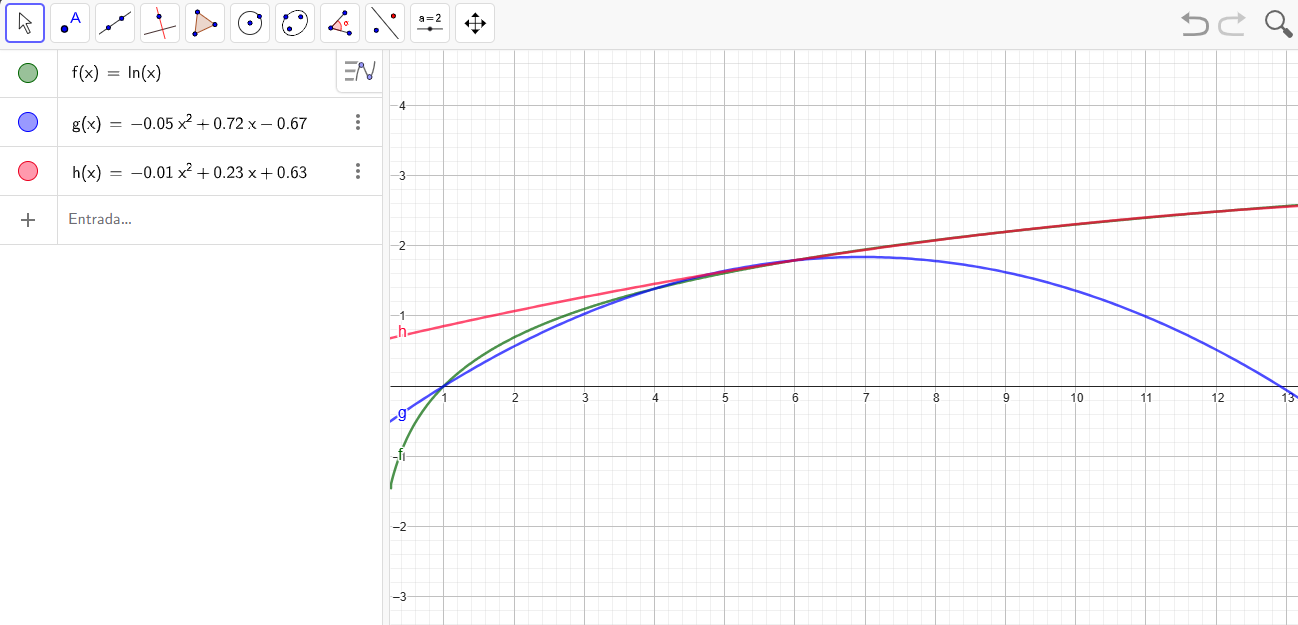 A
a=2
f(x) = ln(x)
g(x) = −0.05 x² + 0.72 x − 0.67
h(x) = −0.01 x² + 0.23 x + 0.63
+ Entrada...
4
3
2
1
h
1 2 3 4 5 6 7 8 9 10 11 12 13
g
f
−2
−3